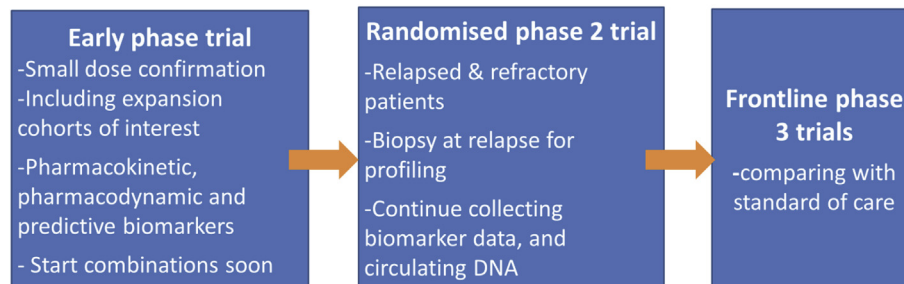 Early phase trial
-Small dose confirmation
-Including expansion
cohorts of interest
-Pharmacokinetic,
pharmacodynamic and
predictive biomarkers
- Start combinations soon
Randomised phase 2 trial
-Relapsed & refractory
patients
-Biopsy at relapse for
profiling
-Continue collecting
biomarker data, and
circulating DNA
Frontline phase
3 trials
-comparing with
standard of care